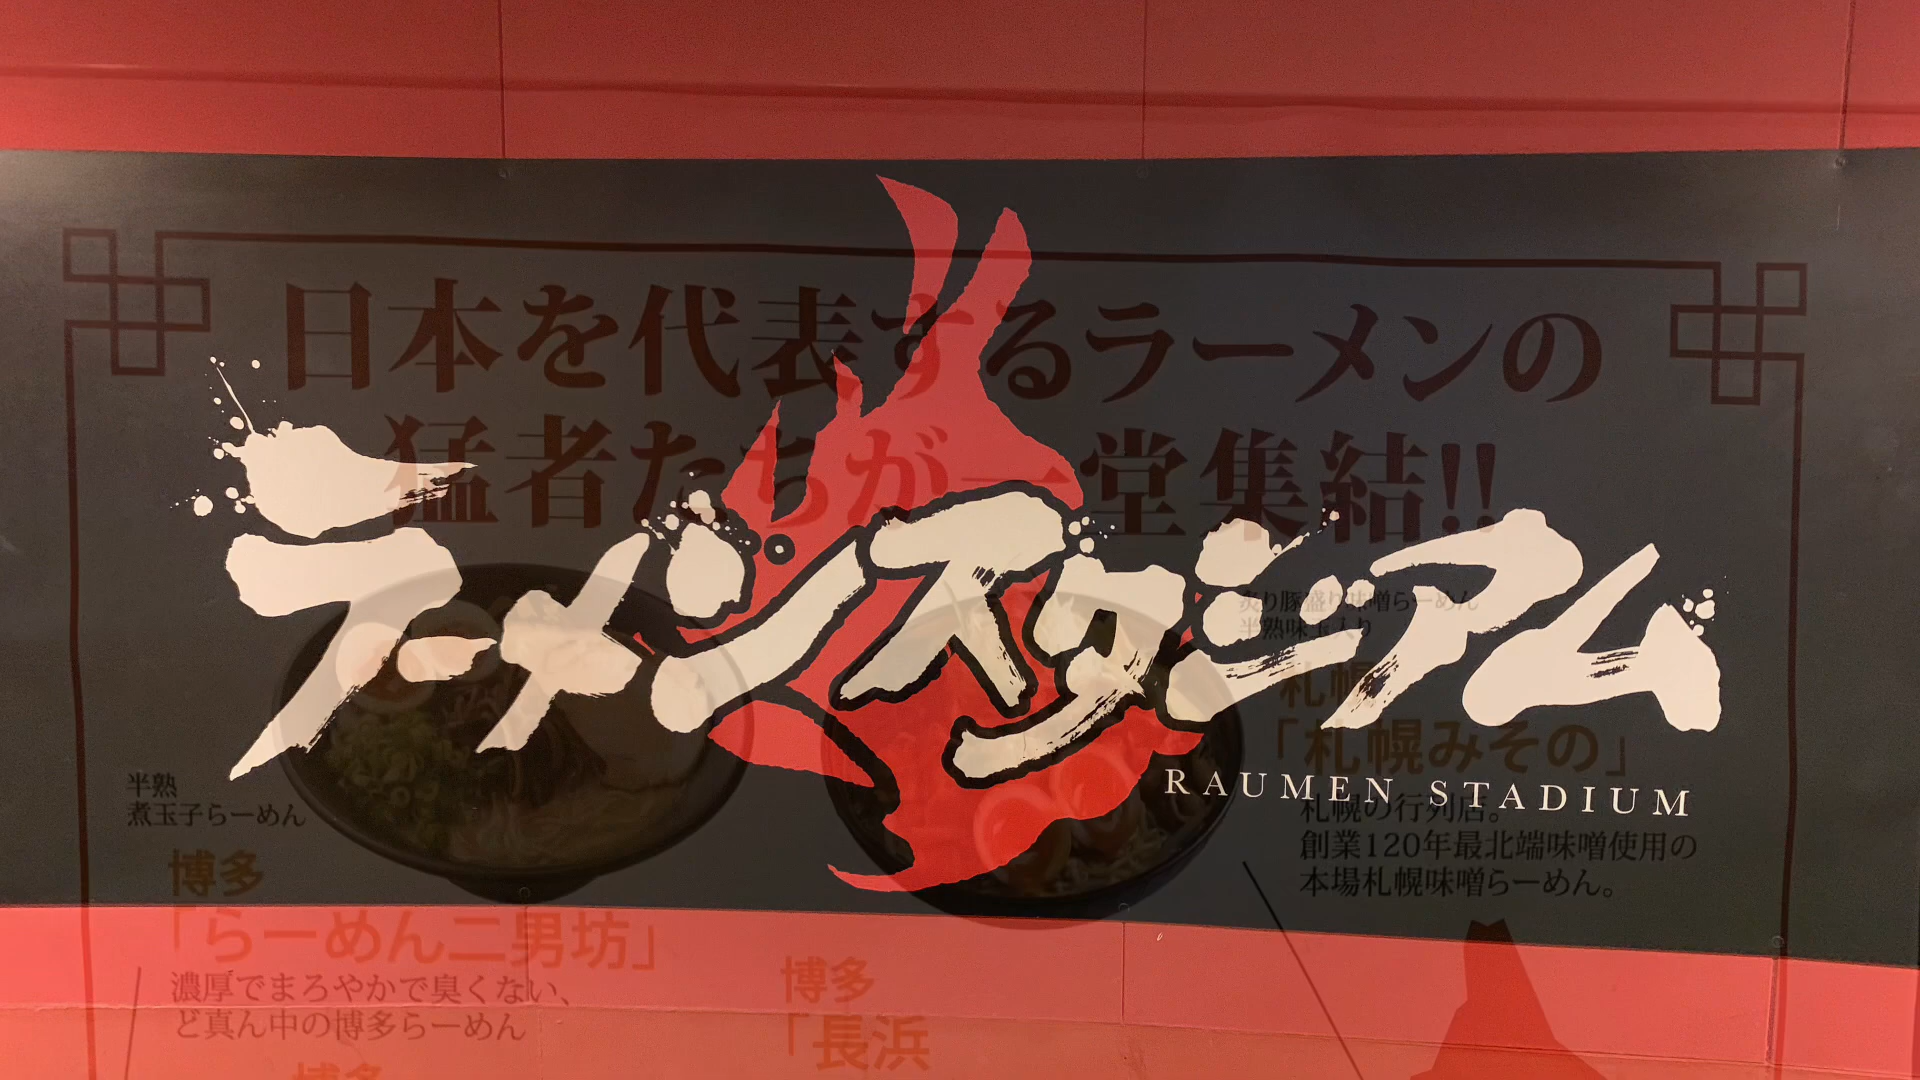 日本を代表するラーメンの
猛者たちが一堂集結!!
ラーメンスタジアム
RAUMEN STADIUM
炙り豚盛り味噌らーめん
半熟味玉入り
札幌
「札幌みその」
札幌の行列店。
創業120年最北端味噌使用の
本場札幌味噌らーめん。
半熟
煮玉子らーめん
博多
「らーめん二男坊」
濃厚でまろやかで臭くない、
ど真ん中の博多らーめん
博多
「長浜
博多